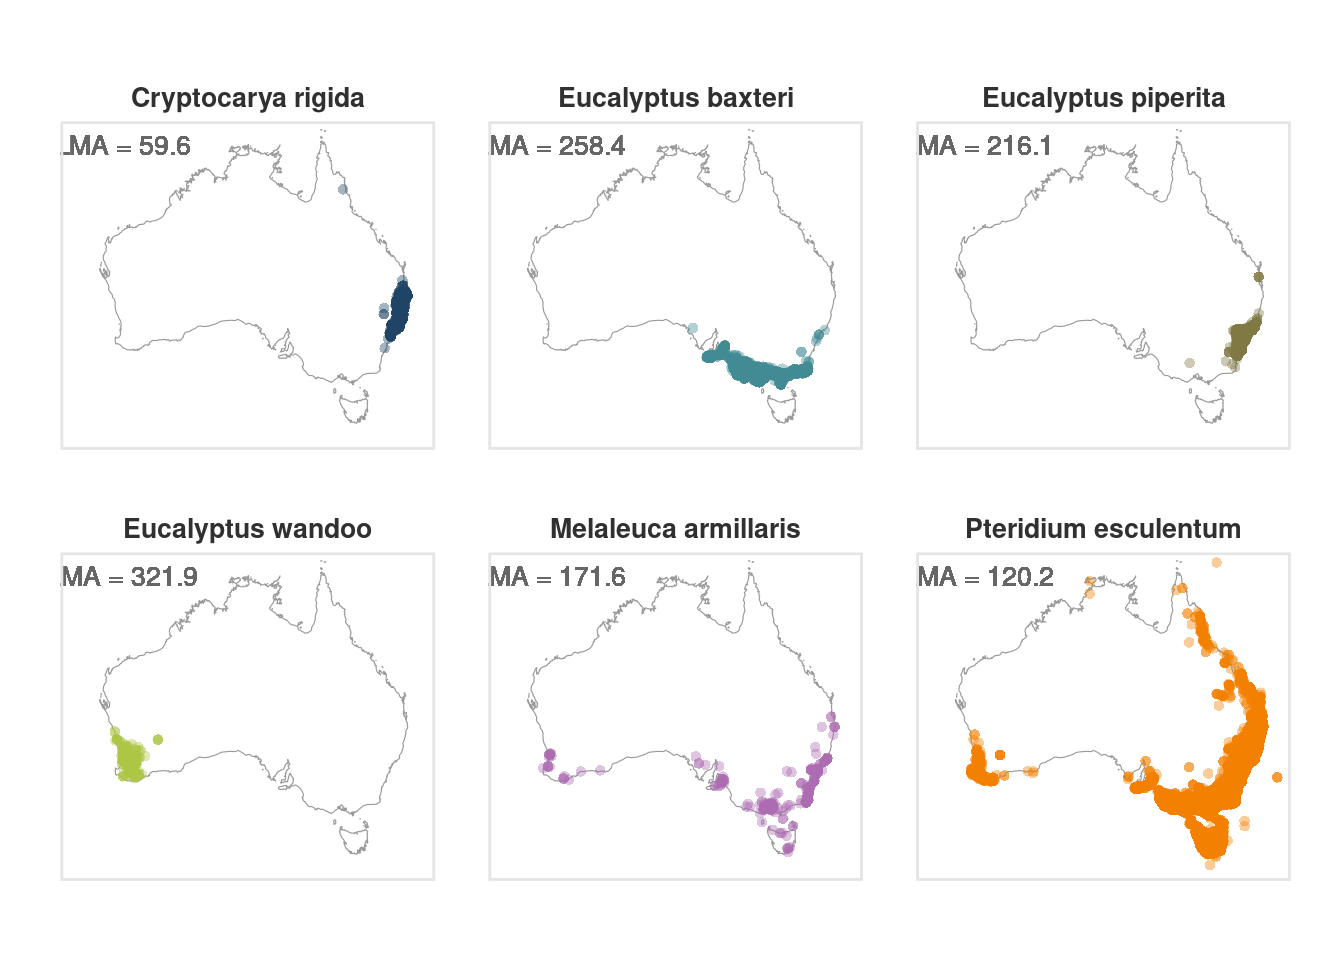 Cryptocarya rigida
LMA = 59.6
Eucalyptus baxteri
MA = 258.4
Eucalyptus piperita
MA = 216.1
Eucalyptus wandoo
MA = 321.9
Melaleuca armillaris
MA = 171.6
Pteridium esculentum
MA = 120.2